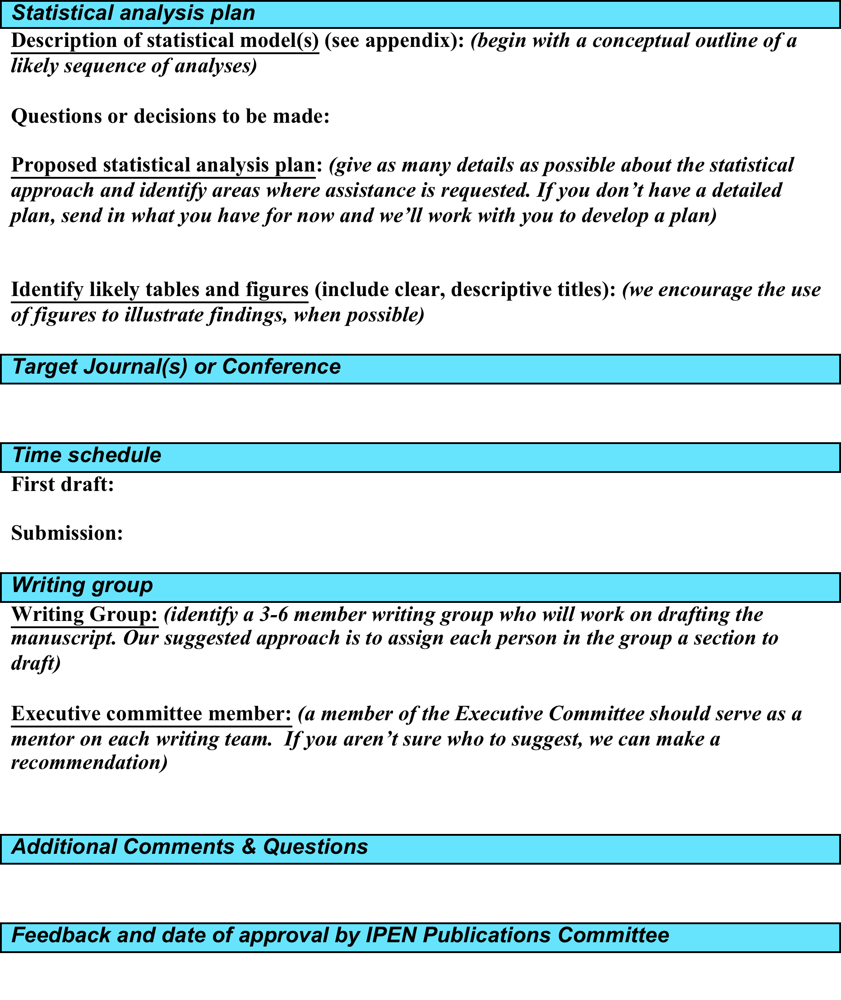 Statistical analysis plan
Description of statistical model(s) (see appendix): (begin with a conceptual outline of a
likely sequence of analyses)
Questions or decisions to be made:
Proposed statistical analysis plan: (give as many details as possible about the statistical
approach and identify areas where assistance is requested. If you don’t have a detailed
plan, send in what you have for now and we’ll work with you to develop a plan)
Identify likely tables and figures (include clear, descriptive titles): (we encourage the use
of figures to illustrate findings, when possible)
Target Journal(s) or Conference
Time schedule
First draft:
Submission:
Writing group
Writing Group: (identify a 3-6 member writing group who will work on drafting the
manuscript. Our suggested approach is to assign each person in the group a section to
draft)
Executive committee member: (a member of the Executive Committee should serve as a
mentor on each writing team.  If you aren’t sure who to suggest, we can make a
recommendation)
Additional Comments & Questions
Feedback and date of approval by IPEN Publications Committee